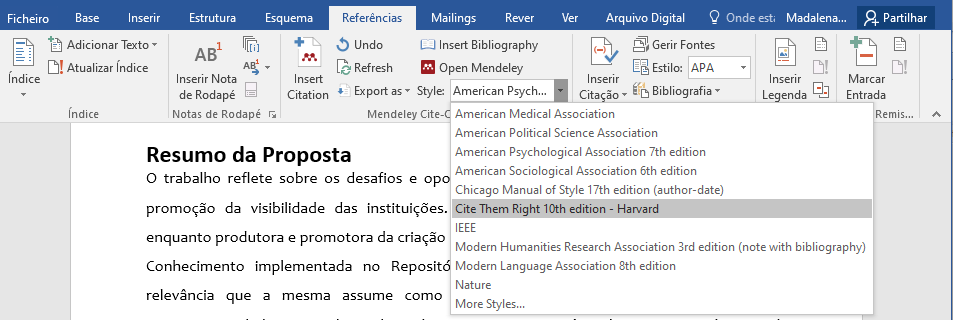 Ficheiro Base Inserir Estrutura Esquema Referências Mailings Rever Ver Arquivo Digital Onde esta Madalena... Partilhar
Índice
Adicionar Texto
Atualizar Índice
Índice
AB¹
Inserir Nota
de Rodapé
AB
Notas de Rodapé
Insert
Citation
Undo
Refresh
Export as
Insert Bibliography
Open Mendeley
Style: American Psych...
Mendeley Cite-O
Inserir
Citação
Gerir Fontes
Estilo: APA
Bibliografia
Inserir
Legenda
Marcar
Entrada
Remis...
American Medical Association
American Political Science Association
American Psychological Association 7th edition
American Sociological Association 6th edition
Chicago Manual of Style 17th edition (author-date)
Cite Them Right 10th edition - Harvard
IEEE
Modern Humanities Research Association 3rd edition (note with bibliography)
Modern Language Association 8th edition
Nature
More Styles...
Resumo da Proposta
O trabalho reflete sobre os desafios e opo
promoção da visibilidade das instituições.
enquanto produtora e promotora da criação
Conhecimento implementada no Repositó
relevância que a mesma assume como